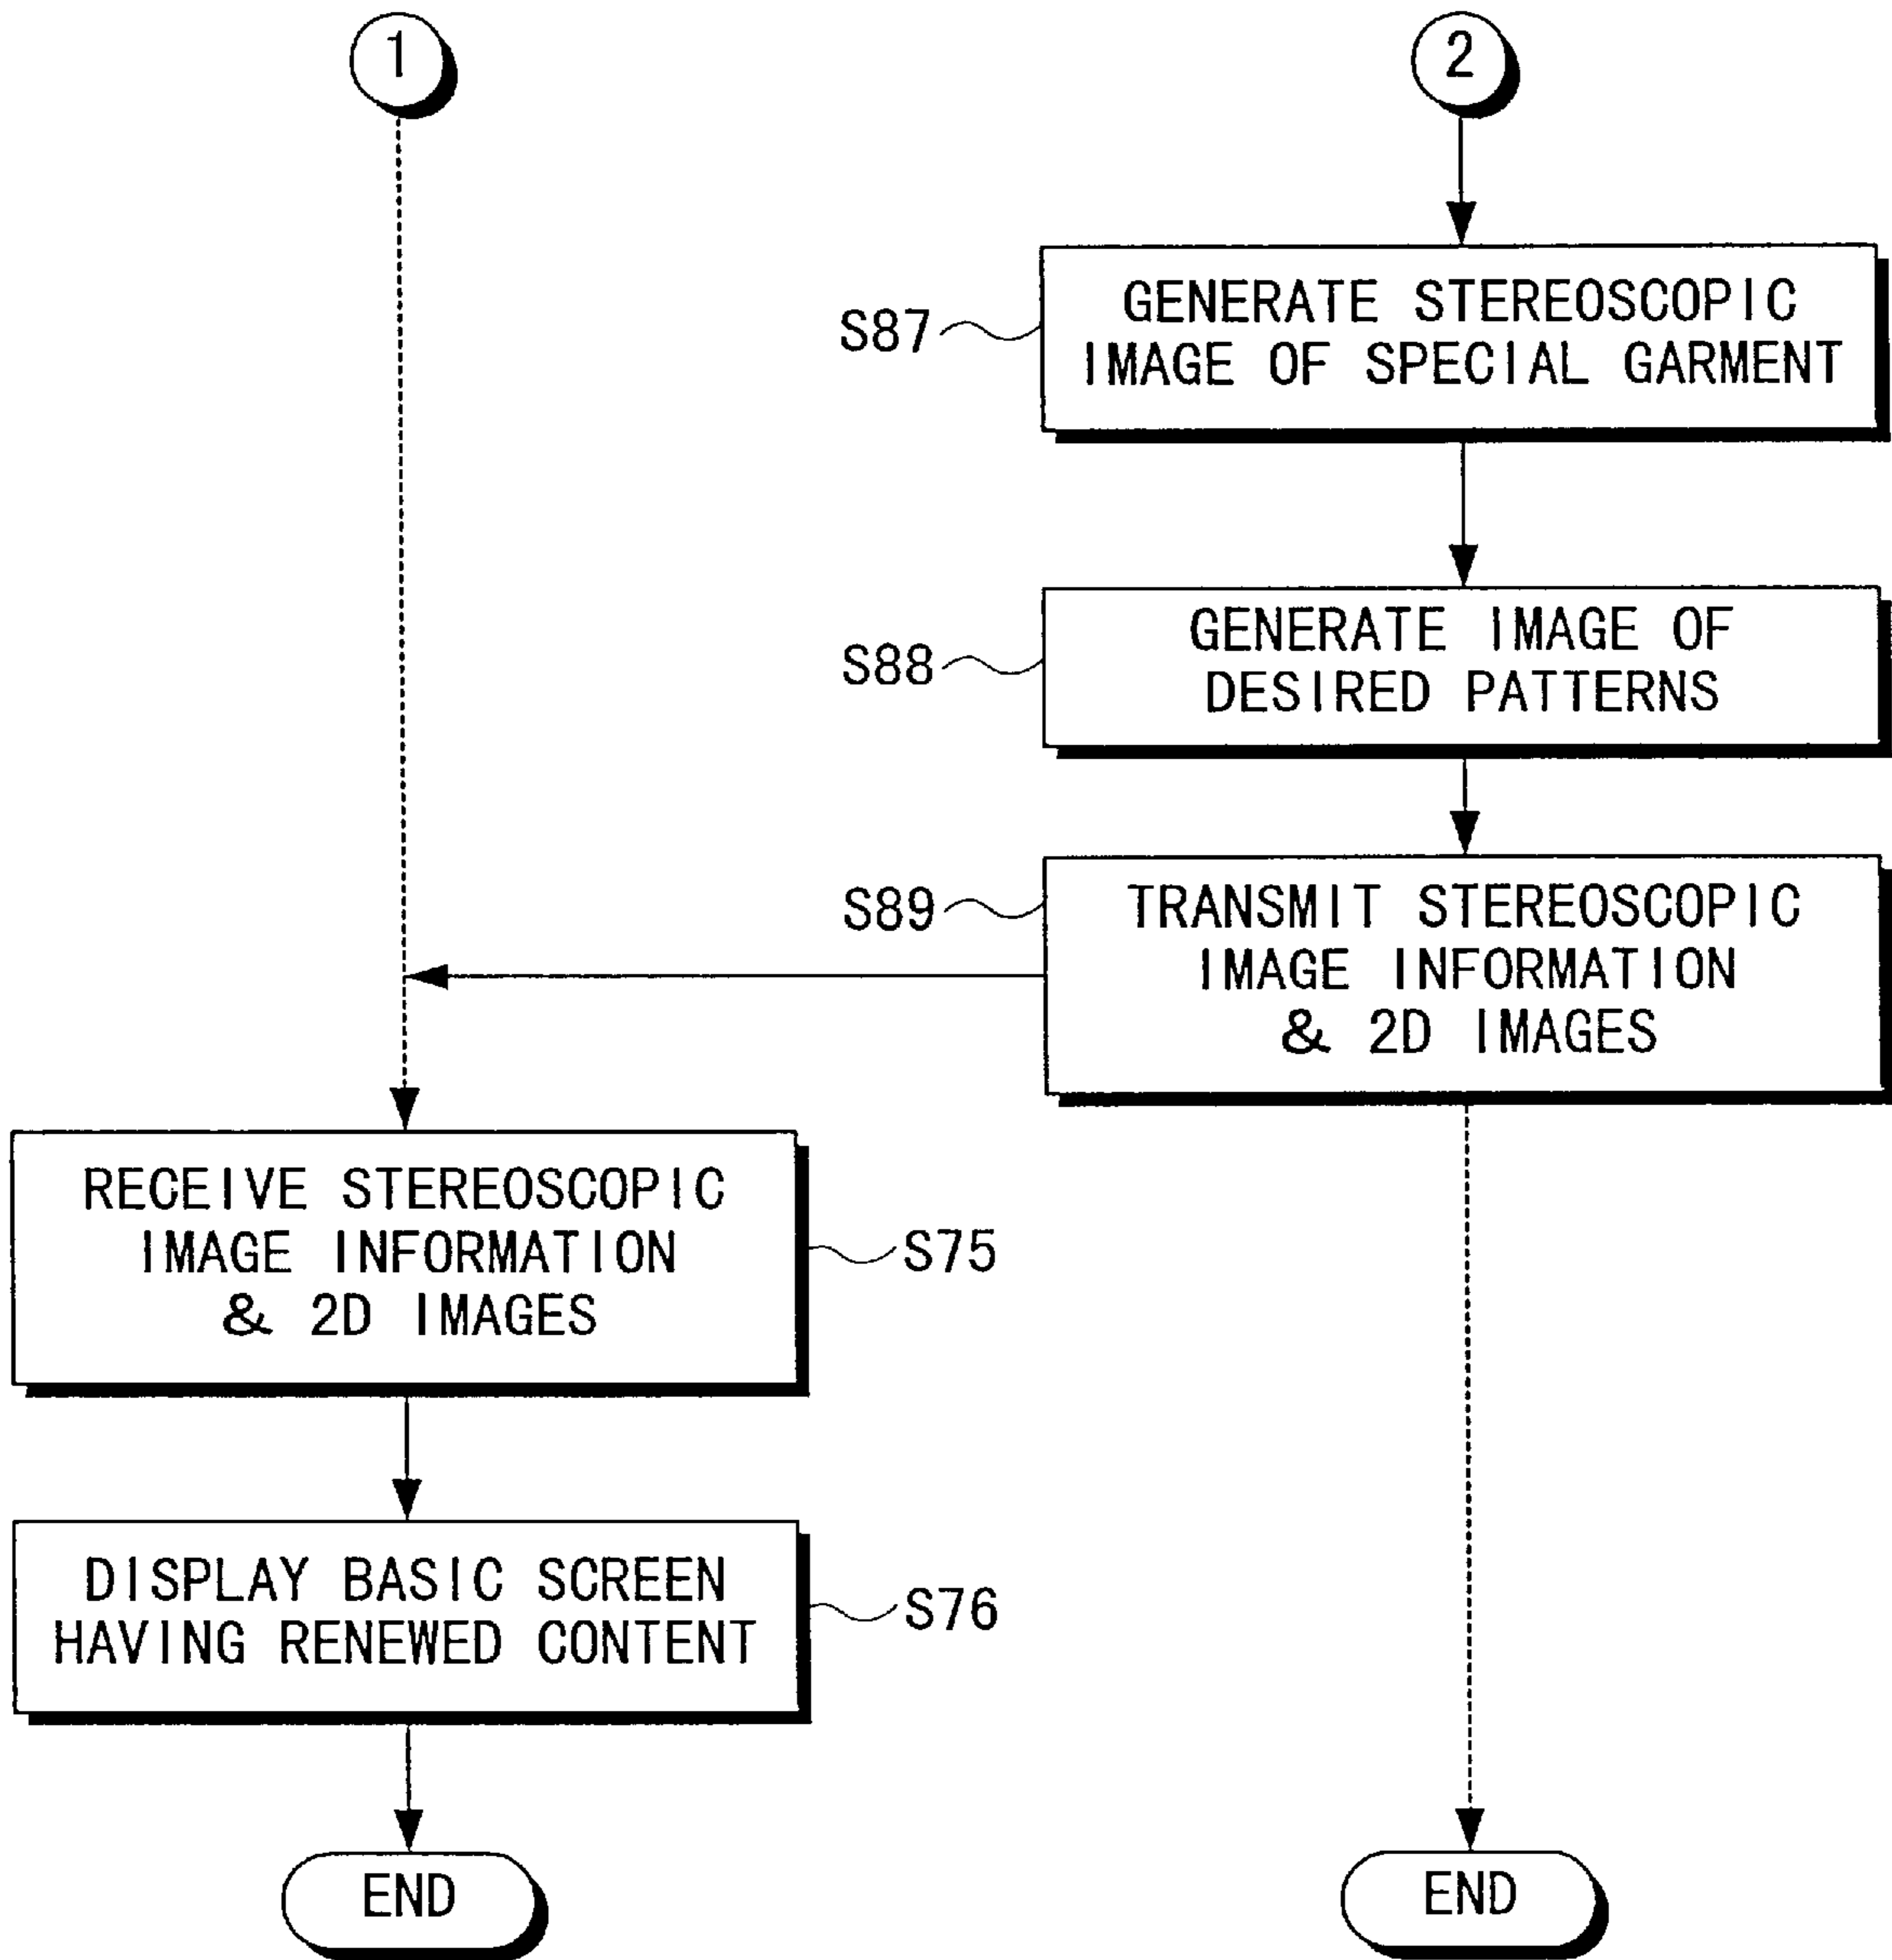 1
2
S87
GENERATE STEREOSCOPIC
IMAGE OF SPECIAL GARMENT
S88
GENERATE IMAGE OF
DESIRED PATTERNS
S89
TRANSMIT STEREOSCOPIC
IMAGE INFORMATION
& 2D IMAGES
RECEIVE STEREOSCOPIC
IMAGE INFORMATION
& 2D IMAGES
S75
DISPLAY BASIC SCREEN
HAVING RENEWED CONTENT
S76
END
END